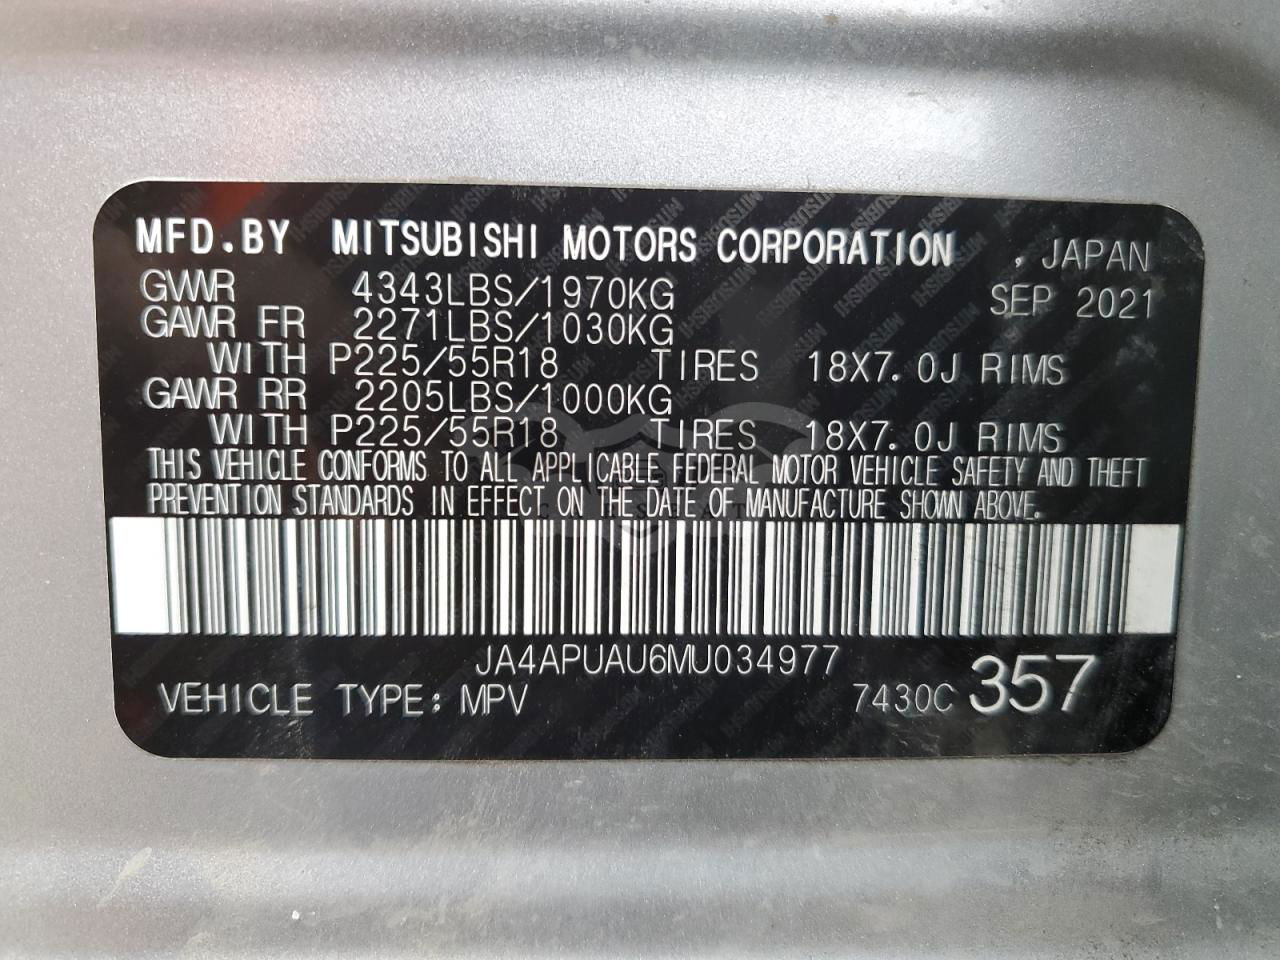 MFD.BY MITSUBISHI MOTORS CORPORATION , JAPAN
GVWR 4343LBS/1970KG SEP 2021
GAWR FR 2271LBS/1030KG
WITH P225/55R18 TIRES 18X7.0J RIMS
GAWR RR 2205LBS/1000KG
WITH P225/55R18 TIRES 18X7.0J RIMS
THIS VEHICLE CONFORMS TO ALL APPLICABLE FEDERAL MOTOR VEHICLE SAFETY AND THEFT
PREVENTION STANDARDS IN EFFECT ON THE DATE OF MANUFACTURE SHOWN ABOVE.
JA4APUAU6MU034977
VEHICLE TYPE: MPV 7430C 357